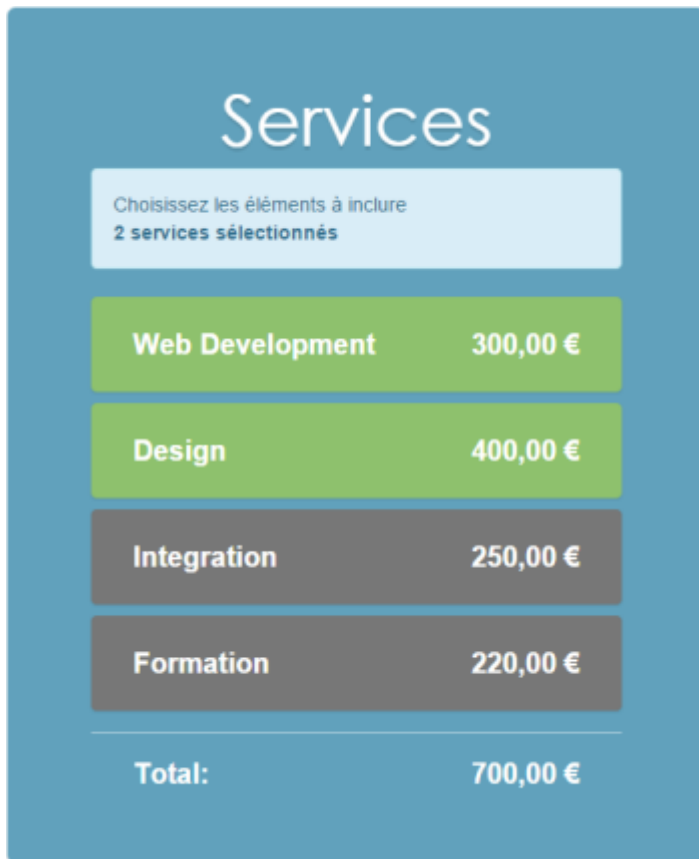 Services
Choisissez les éléments à inclure
2 services sélectionnés
Web Development 300,00 €
Design 400,00 €
Integration 250,00 €
Formation 220,00 €
Total: 700,00 €